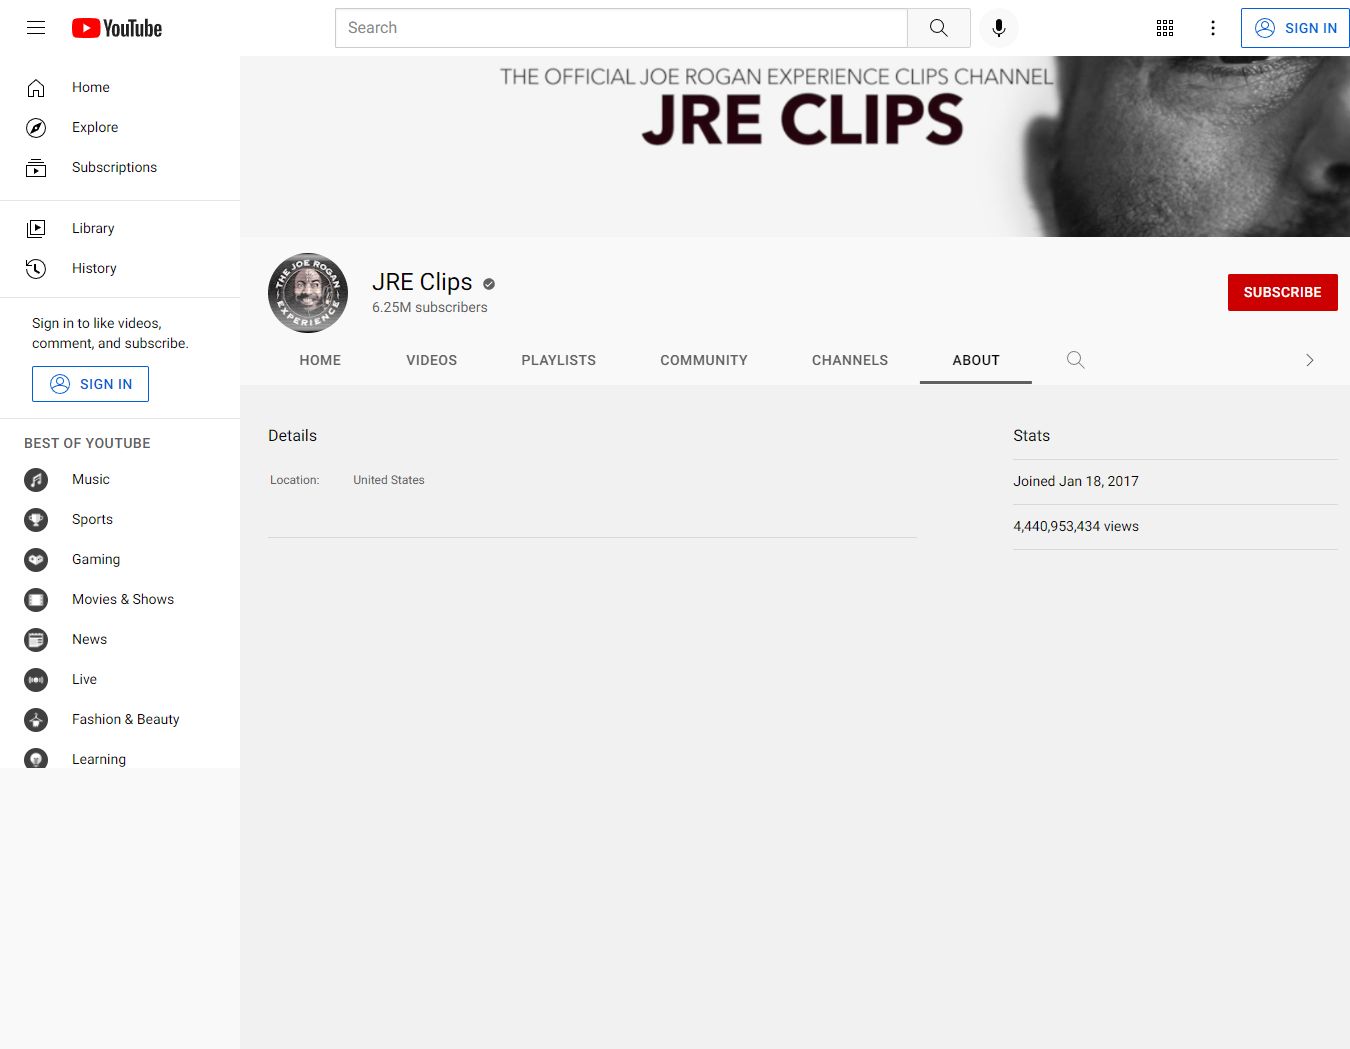 YouTube
Search
SIGN IN
Home
Explore
Subscriptions
Library
History
Sign in to like videos,
comment, and subscribe.
SIGN IN
BEST OF YOUTUBE
Music
Sports
Gaming
Movies & Shows
News
Live
Fashion & Beauty
Learning
THE OFFICIAL JOE ROGAN EXPERIENCE CLIPS CHANNEL
JRE CLIPS
THE JOE ROGAN
EXPERIENCE
JRE Clips
6.25M subscribers
SUBSCRIBE
HOME VIDEOS PLAYLISTS COMMUNITY CHANNELS ABOUT
Details
Location: United States
Stats
Joined Jan 18, 2017
4,440,953,434 views